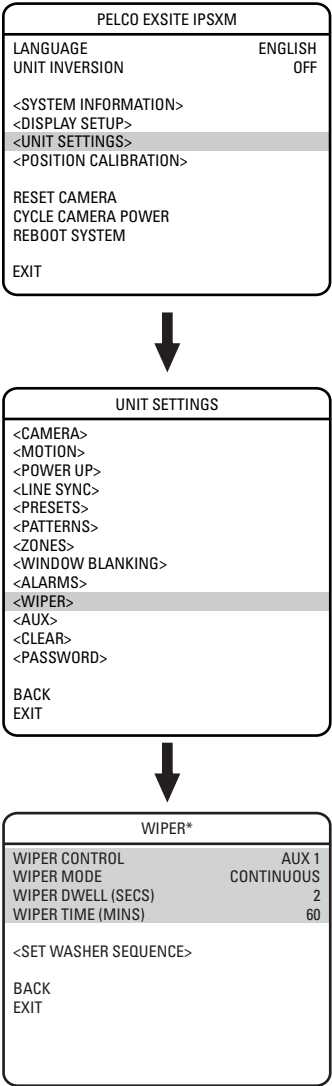 PELCO EXSITE IPSXM
LANGUAGE ENGLISH
UNIT INVERSION OFF
<SYSTEM INFORMATION>
<DISPLAY SETUP>
<UNIT SETTINGS>
<POSITION CALIBRATION>
RESET CAMERA
CYCLE CAMERA POWER
REBOOT SYSTEM
EXIT
UNIT SETTINGS
<CAMERA>
<MOTION>
<POWER UP>
<LINE SYNC>
<PRESETS>
<PATTERNS>
<ZONES>
<WINDOW BLANKING>
<ALARMS>
<WIPER>
<AUX>
<CLEAR>
<PASSWORD>
BACK
EXIT
WIPER*
WIPER CONTROL AUX 1
WIPER MODE CONTINUOUS
WIPER DWELL (SECS) 2
WIPER TIME (MINS) 60
<SET WASHER SEQUENCE>
BACK
EXIT